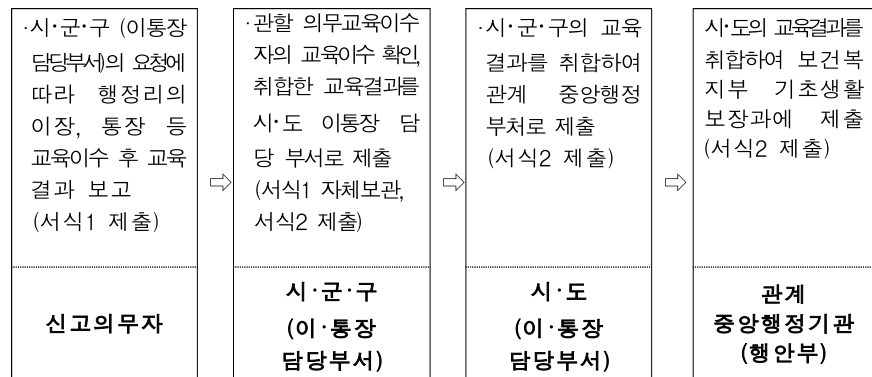 ·시·군·구 (이통장
담당부서)의 요청에
따라 행정리의
이장, 통장 등
교육이수 후 교육
결과 보고
(서식1 제출)
신고의무자
⇨
·관할 의무교육이수
자의 교육이수 확인,
취합한 교육결과를
시·도 이통장 담
당 부서로 제출
(서식1 자체보관,
서식2 제출)
시·군·구
(이·통장
담당부서)
⇨
·시·군·구의 교육
결과를 취합하여
관계 중앙행정
부처로 제출
(서식2 제출)
시·도
(이·통장
담당부서)
⇨
시·도의 교육결과를
취합하여 보건복
지부 기초생활
보장과에 제출
(서식2 제출)
관계
중앙행정기관
(행안부)